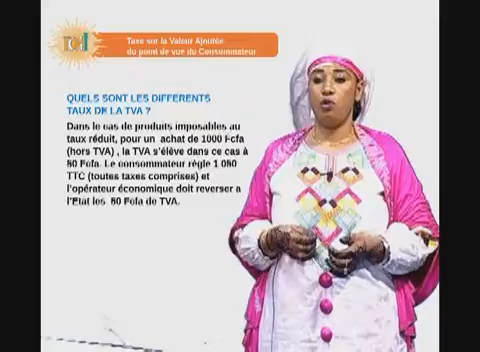 Taxe sur la Valeur Ajoutée
du point de vue du Consommateur
QUELS SONT LES DIFFERENTS
TAUX DE LA TVA ?
Dans le cas de produits imposables au
taux réduit, pour un achat de 1000 Fcfa
(hors TVA) , la TVA s'élève dans ce cas à
80 Fcfa. Le consommateur règle 1 080
TTC (toutes taxes comprises) et
l'opérateur économique doit reverser a
l'Etat les 80 Fcfa de TVA.